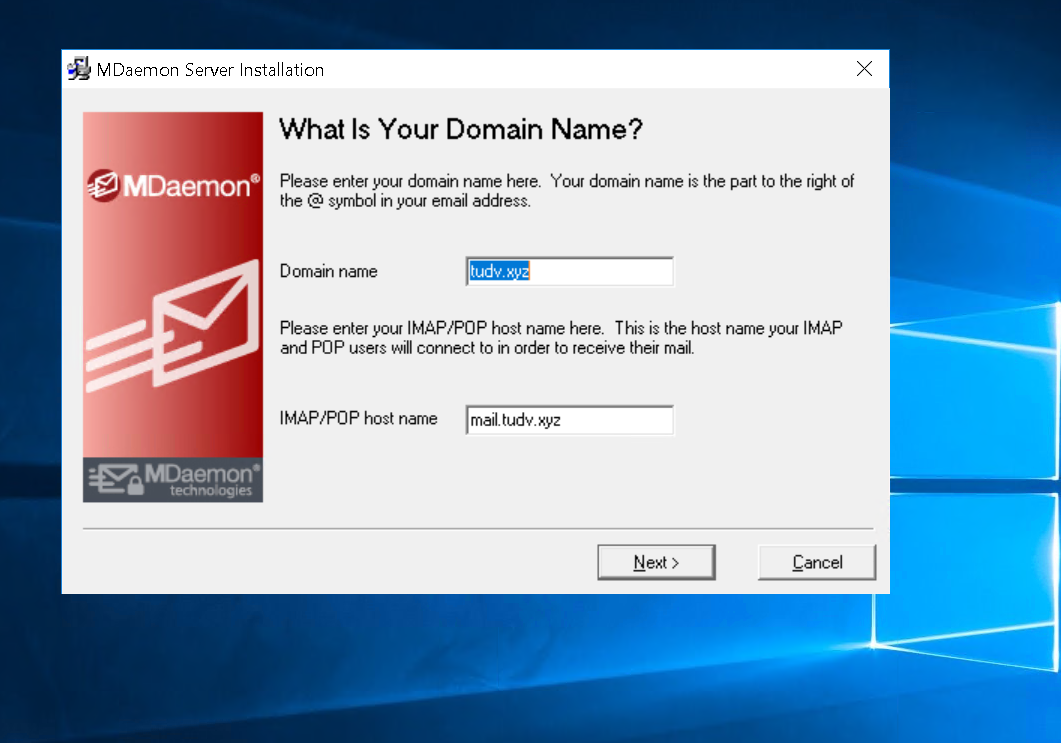 MDaemon Server Installation
What Is Your Domain Name?
MDaemon®
Please enter your domain name here. Your domain name is the part to the right of
the @ symbol in your email address.
Domain name
tudv.xyz
Please enter your IMAP/POP host name here. This is the host name your IMAP
and POP users will connect to in order to receive their mail.
IMAP/POP host name
mail.tudv.xyz
MDaemon®
technologies
Next >
Cancel